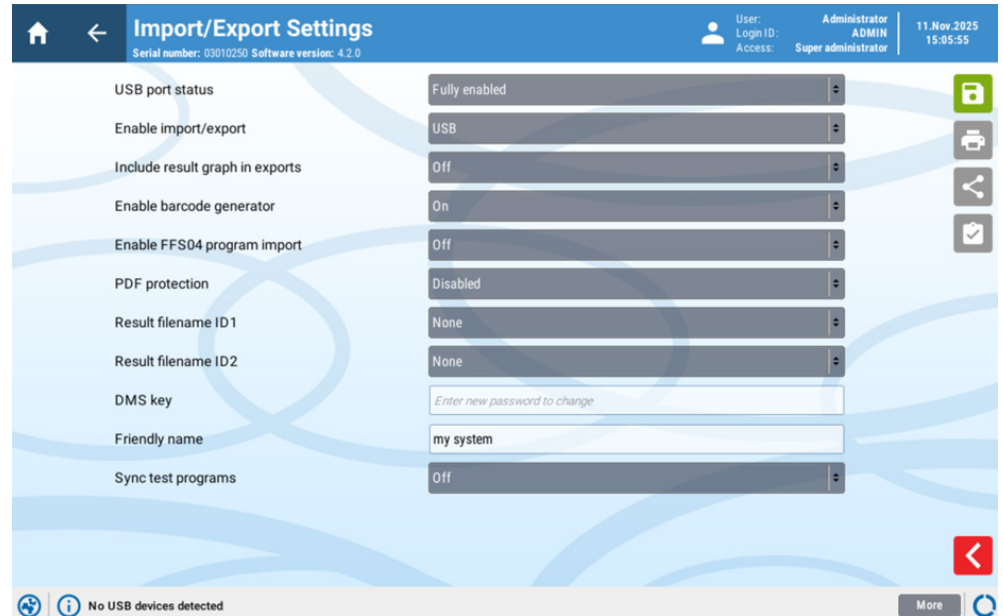 Import/Export Settings
Serial number: 03010250 Software version: 4.2.0
User: Administrator
Login ID: ADMIN
Access: Super administrator
11.Nov.2025
15:05:55
USB port status Fully enabled
Enable import/export USB
Include result graph in exports Off
Enable barcode generator On
Enable FFS04 program import Off
PDF protection Disabled
Result filename ID1 None
Result filename ID2 None
DMS key Enter new password to change
Friendly name my system
Sync test programs Off
No USB devices detected
More